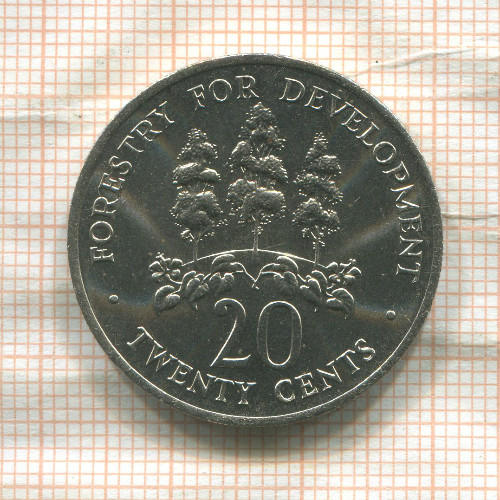 FORESTRY FOR DEVELOPMENT
20
TWENTY CENTS